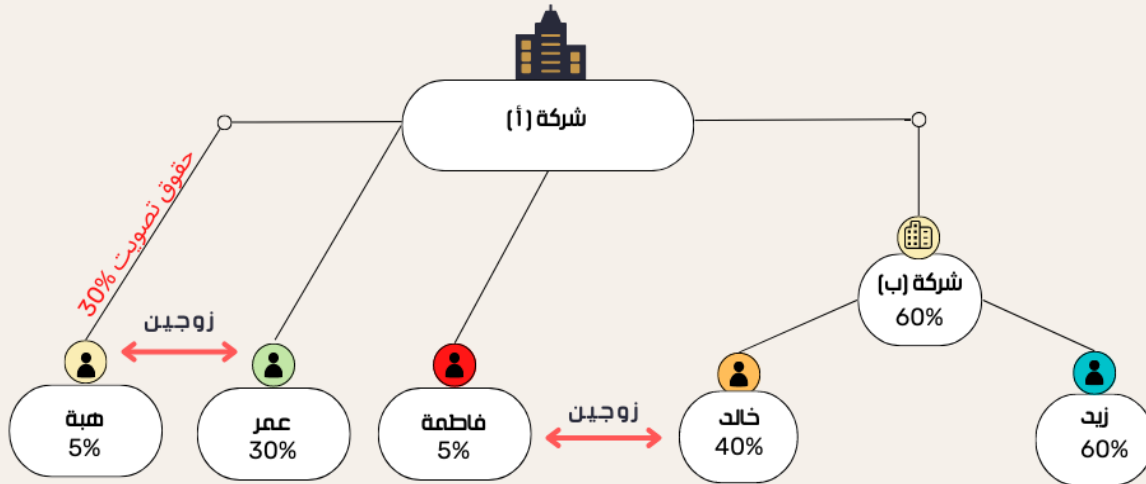 شركة (أ)
حقوق تصويت 30%
شركة (ب)
60%
زوجين
هبة
5%
عمر
30%
فاطمة
5%
زوجين
خالد
40%
زيد
60%